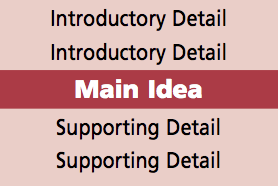 Introductory Detail
Introductory Detail
Main Idea
Supporting Detail
Supporting Detail